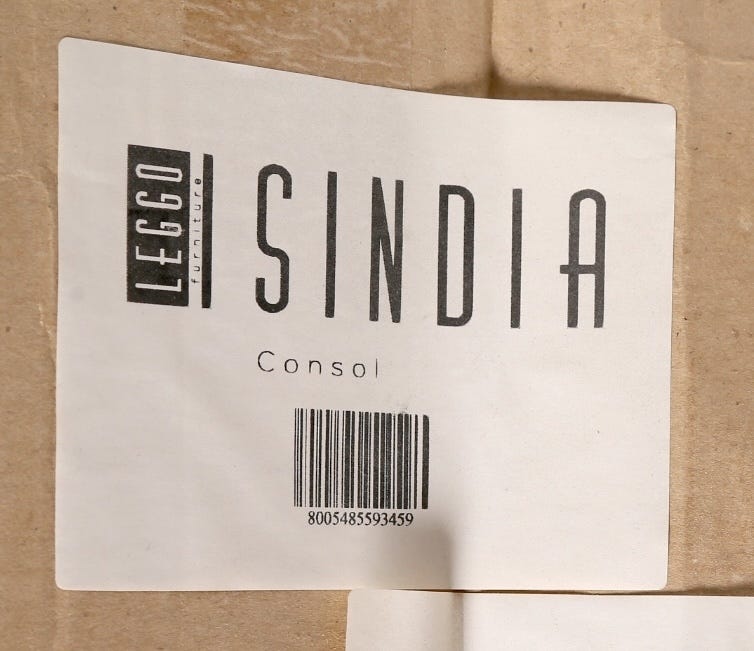 LEGGO
furniture
SINDIA
Consol
8005485593459